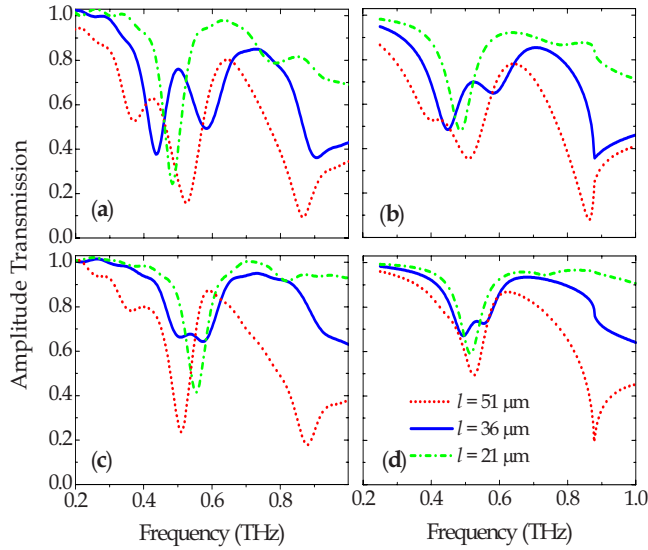 Amplitude Transmission
1.0
0.8
0.6
0.4
0.2
0.0
(a)
(b)
1.0
0.8
0.6
0.4
0.2
0.0
(c)
l = 51 μm
l = 36 μm
l = 21 μm
(d)
0.2 0.4 0.6 0.8 0.2 0.4 0.6 0.8 1.0
Frequency (THz) Frequency (THz)